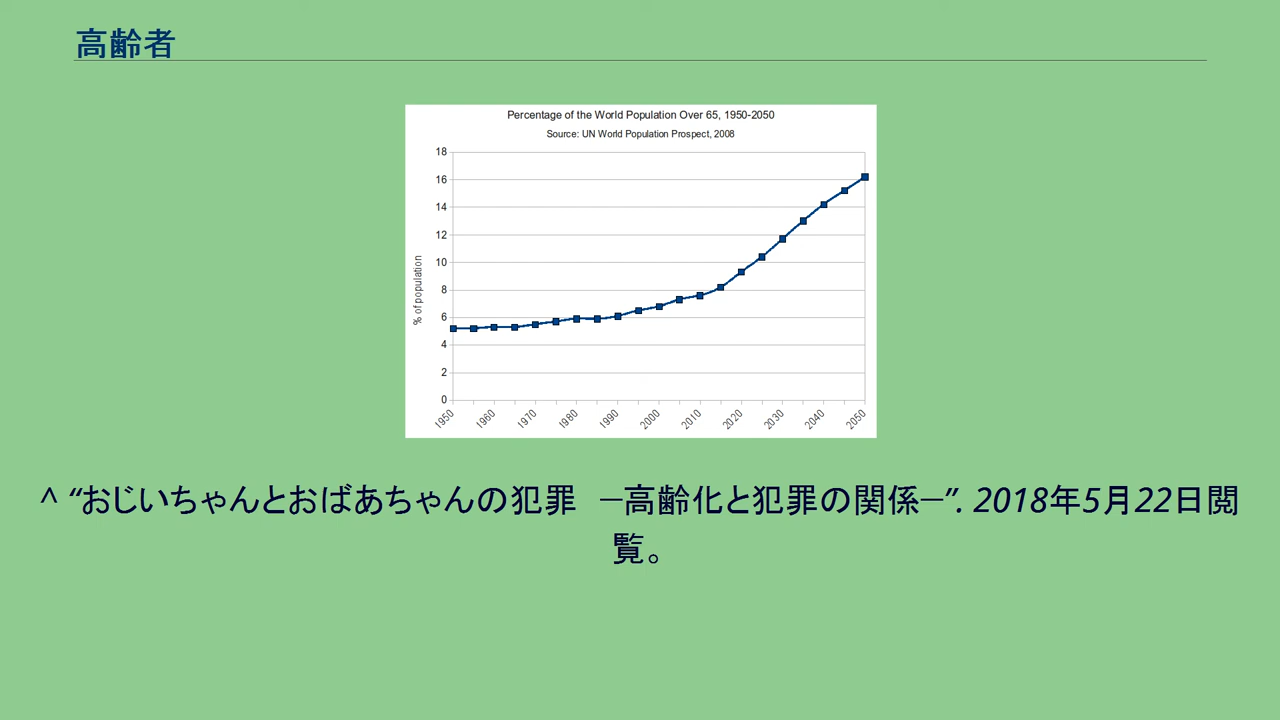 高齢者
Percentage of the World Population Over 65, 1950-2050
Source: UN World Population Prospect, 2008
% of population
18
16
14
12
10
8
6
4
2
0
1950 1960 1970 1980 1990 2000 2010 2020 2030 2040 2050
^ “おじいちゃんとおばあちゃんの犯罪　─高齢化と犯罪の関係─”. 2018年5月22日閲
覧。